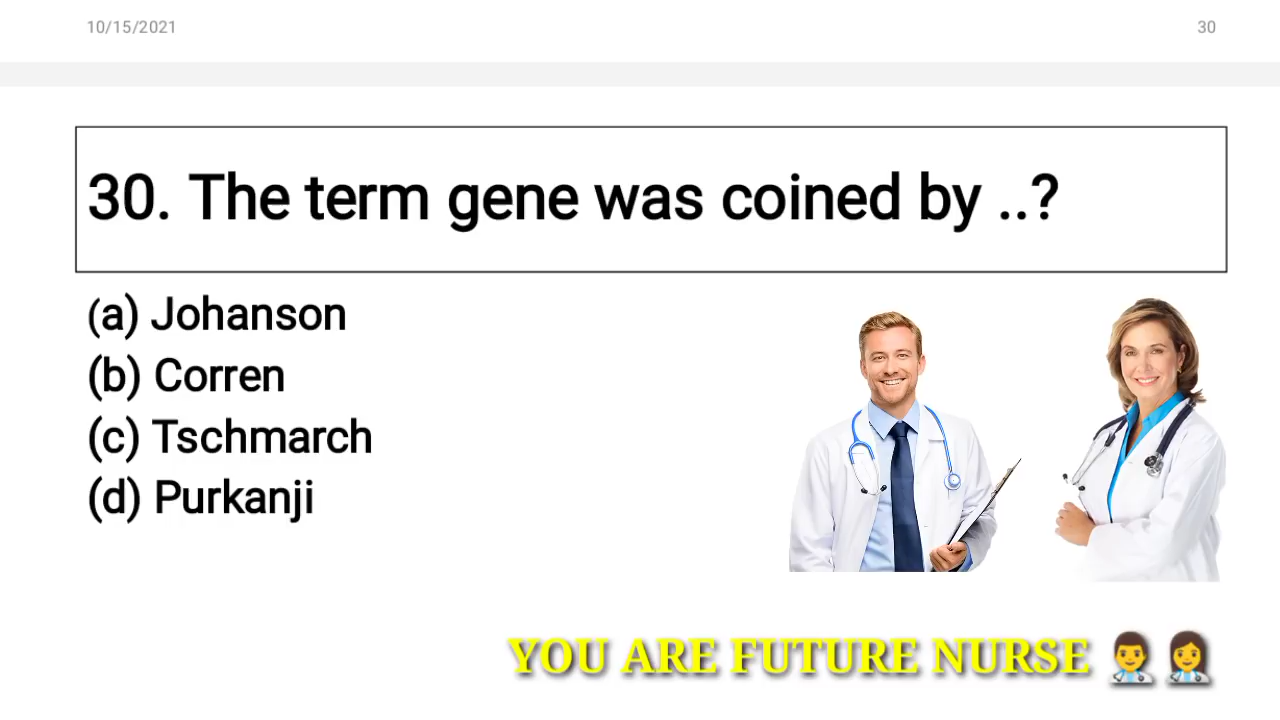 10/15/2021
30
30. The term gene was coined by ..?
(a) Johanson
(b) Corren
(c) Tschmarch
(d) Purkanji
YOU ARE FUTURE NURSE 👨‍⚕️👩‍⚕️